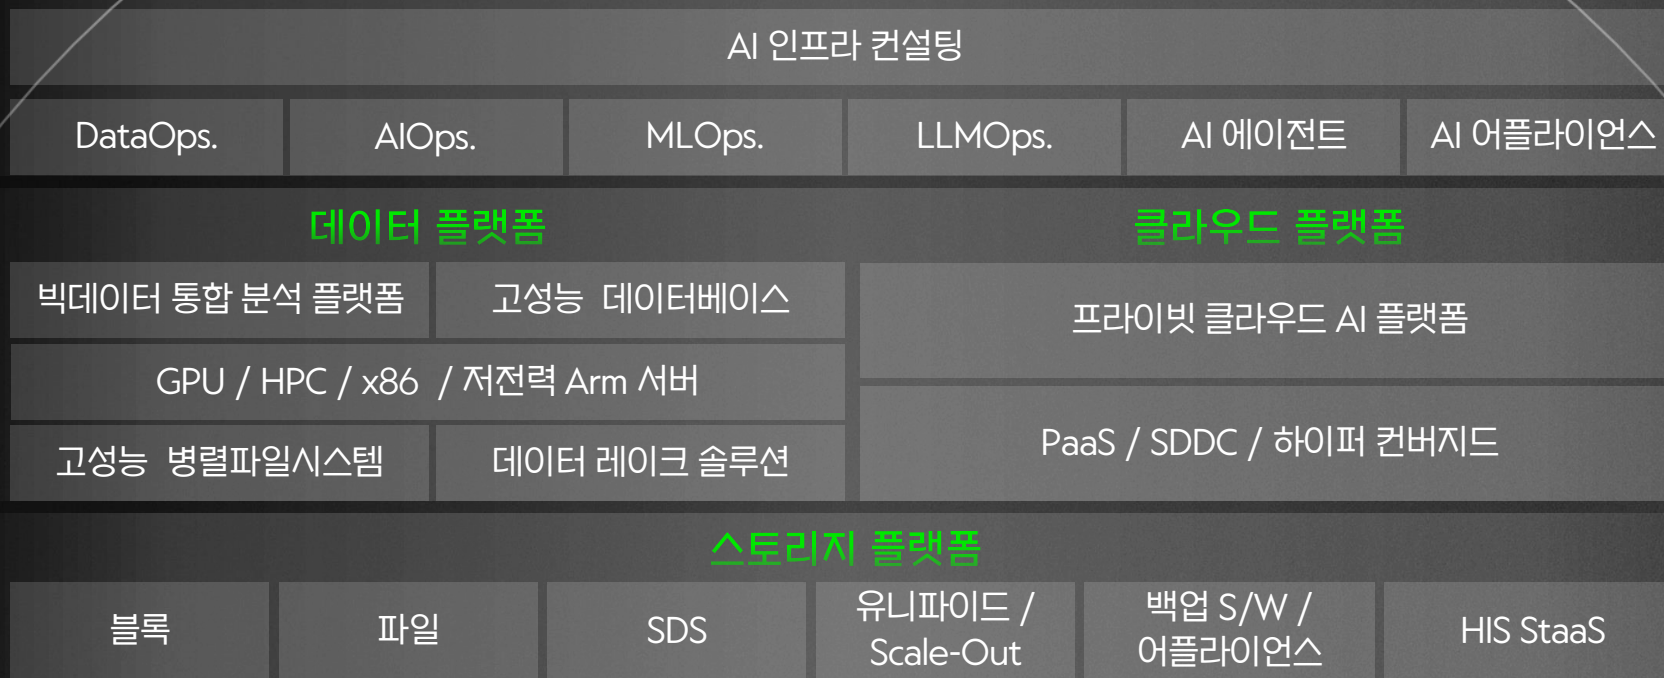 AI 인프라 컨설팅
DataOps.
AIOps.
MLOps.
LLMOps.
AI 에이전트
AI 어플라이언스
데이터 플랫폼
빅데이터 통합 분석 플랫폼
고성능 데이터베이스
GPU / HPC / x86 / 저전력 Arm 서버
고성능 병렬파일시스템
데이터 레이크 솔루션
클라우드 플랫폼
프라이빗 클라우드 AI 플랫폼
PaaS / SDDC / 하이퍼 컨버지드
스토리지 플랫폼
블록
파일
SDS
유니파이드 /
Scale-Out
백업 S/W /
어플라이언스
HIS StaaS